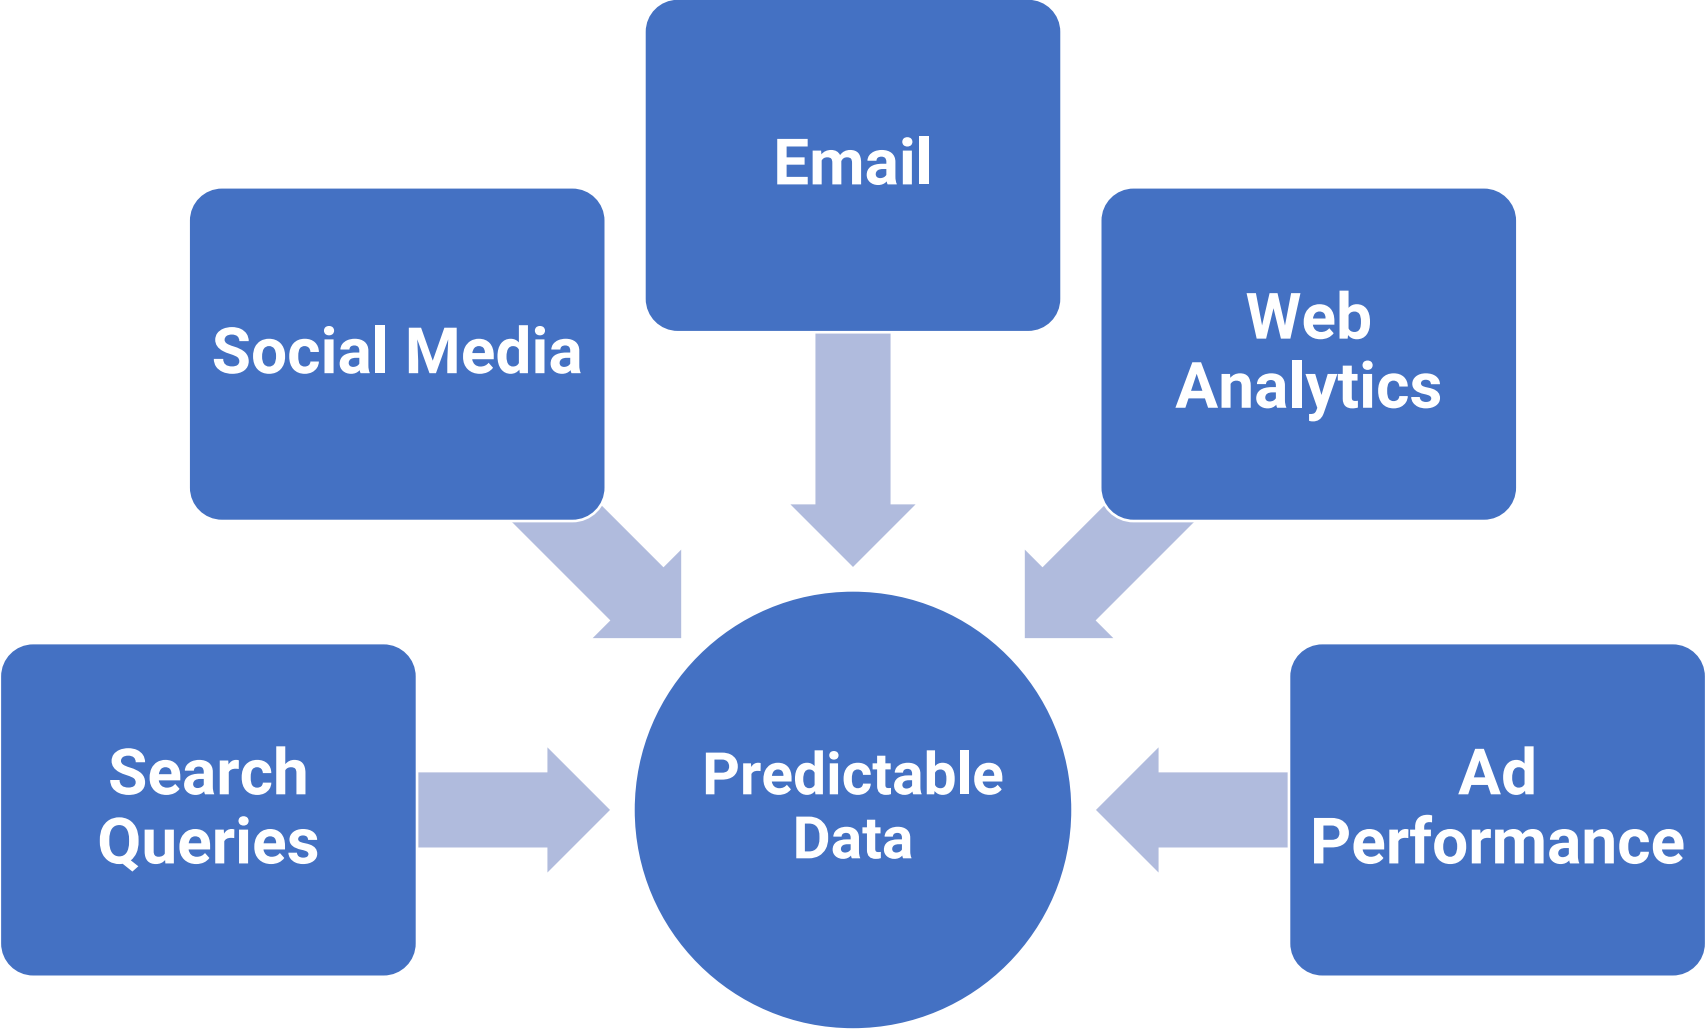 Email
Social Media
Web
Analytics
Search
Queries
Predictable
Data
Ad
Performance